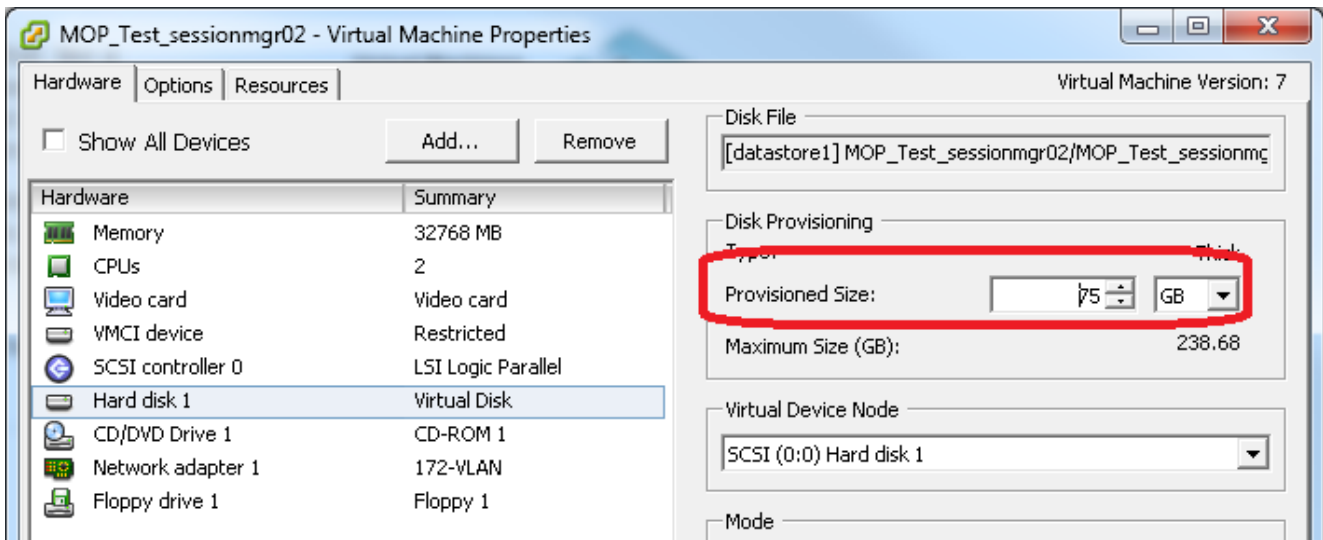 MOP_Test_sessionmgr02 - Virtual Machine Properties
Hardware Options Resources
Virtual Machine Version: 7
Show All Devices
Add...
Remove
Hardware Summary
Memory 32768 MB
CPUs 2
Video card Video card
VMCI device Restricted
SCSI controller 0 LSI Logic Parallel
Hard disk 1 Virtual Disk
CD/DVD Drive 1 CD-ROM 1
Network adapter 1 172-VLAN
Floppy drive 1 Floppy 1
Disk File
[datastore1] MOP_Test_sessionmgr02/MOP_Test_sessionmg
Disk Provisioning
Type: Thick
Provisioned Size: 75 GB
Maximum Size (GB): 238.68
Virtual Device Node
SCSI (0:0) Hard disk 1
Mode